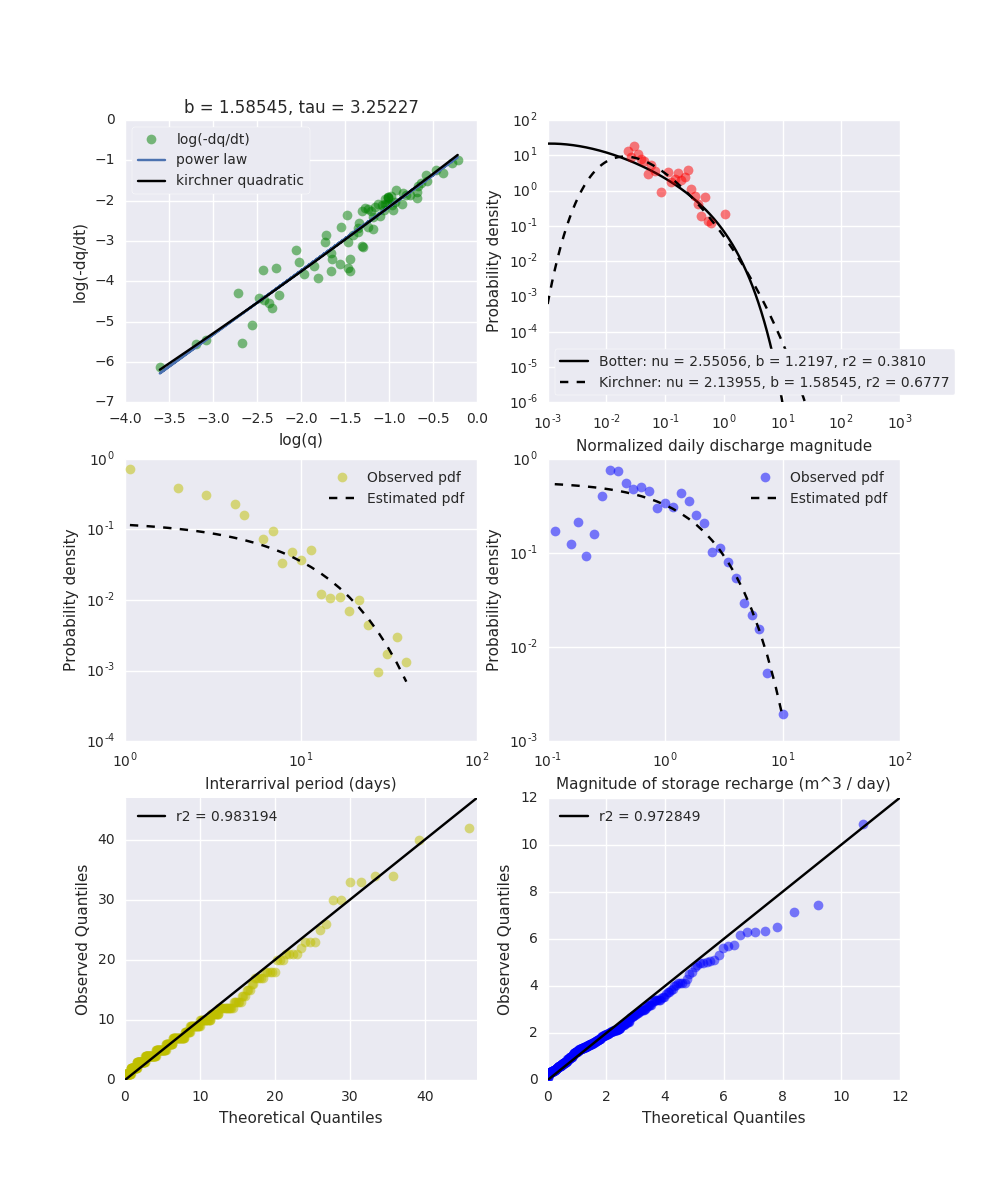 b = 1.58545, tau = 3.25227
log(-dq/dt)
power law
kirchner quadratic
0
−1
−2
−3
−4
−5
−6
−7
log(-dq/dt)
−4.0 −3.5 −3.0 −2.5 −2.0 −1.5 −1.0 −0.5 0.0
log(q)
10^2
10^1
10^0
10^-1
10^-2
10^-3
10^-4
10^-5
10^-6
Probability density
Botter: nu = 2.55056, b = 1.2197, r2 = 0.3810
Kirchner: nu = 2.13955, b = 1.58545, r2 = 0.6777
10^-3 10^-2 10^-1 10^0 10^1 10^2 10^3
Normalized daily discharge magnitude
Observed pdf
Estimated pdf
10^0
10^-1
10^-2
10^-3
10^-4
Probability density
10^0 10^1 10^2
Interarrival period (days)
Observed pdf
Estimated pdf
10^0
10^-1
10^-2
10^-3
Probability density
10^-1 10^0 10^1 10^2
Magnitude of storage recharge (m^3 / day)
r2 = 0.983194
40
30
20
10
0
Observed Quantiles
0 10 20 30 40
Theoretical Quantiles
r2 = 0.972849
12
10
8
6
4
2
0
Observed Quantiles
0 2 4 6 8 10 12
Theoretical Quantiles